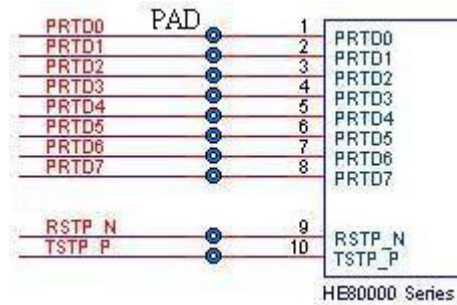 PAD
PRTD0 1 PRTD0
PRTD1 2 PRTD1
PRTD2 3 PRTD2
PRTD3 4 PRTD3
PRTD4 5 PRTD4
PRTD5 6 PRTD5
PRTD6 7 PRTD6
PRTD7 8 PRTD7
RSTP_N 9 RSTP_N
TSTP_P 10 TSTP_P
HE80000 Series